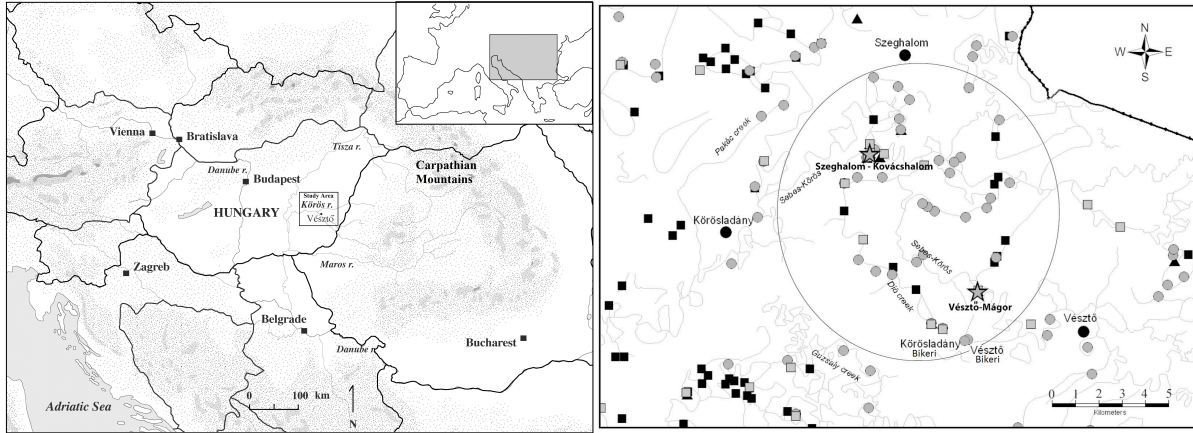 Vienna
Bratislava
Tisza r.
Carpathian
Mountains
Danube r.
Budapest
Study Area
Körös r.
Vésztő
HUNGARY
Maros r.
Zagreb
Belgrade
Danube r.
Bucharest
Adriatic Sea
0 100 km
N
Szeghalom
N
W E
S
Pakác creek
Szeghalom - Kovácshalom
Sebes-Körös
Körösladány
Sebes-Körös
Dió creek
Vésztő-Mágor
Vésztő
Körösladány
Bikeri
Vésztő
Bikeri
Guzsaly creek
0 1 2 3 4 5
Kilometers